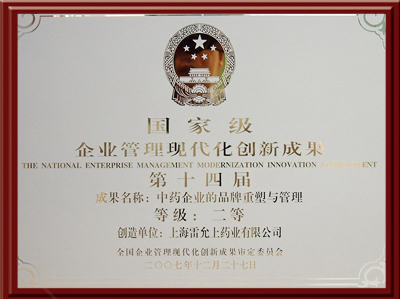 国家级
企业管理现代化创新成果
THE NATIONAL ENTERPRISE MANAGEMENT MODERNIZATION INNOVATION ACHIEVEMENT
第十四届
成果名称：中药企业的品牌重塑与管理
等级：二等
创造单位：上海雷允上药业有限公司
全国企业管理现代化创新成果审定委员会
二〇〇七年十二月二十七日